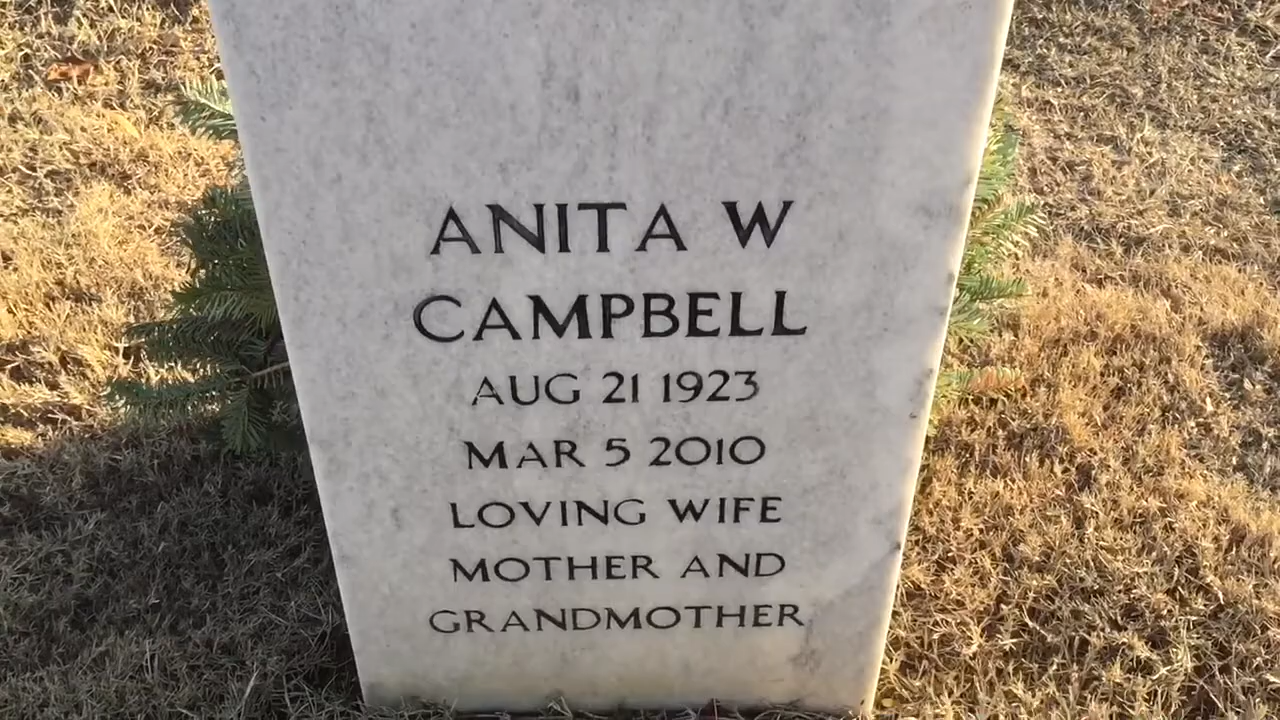 ANITA W
CAMPBELL
AUG 21 1923
MAR 5 2010
LOVING WIFE
MOTHER AND
GRANDMOTHER